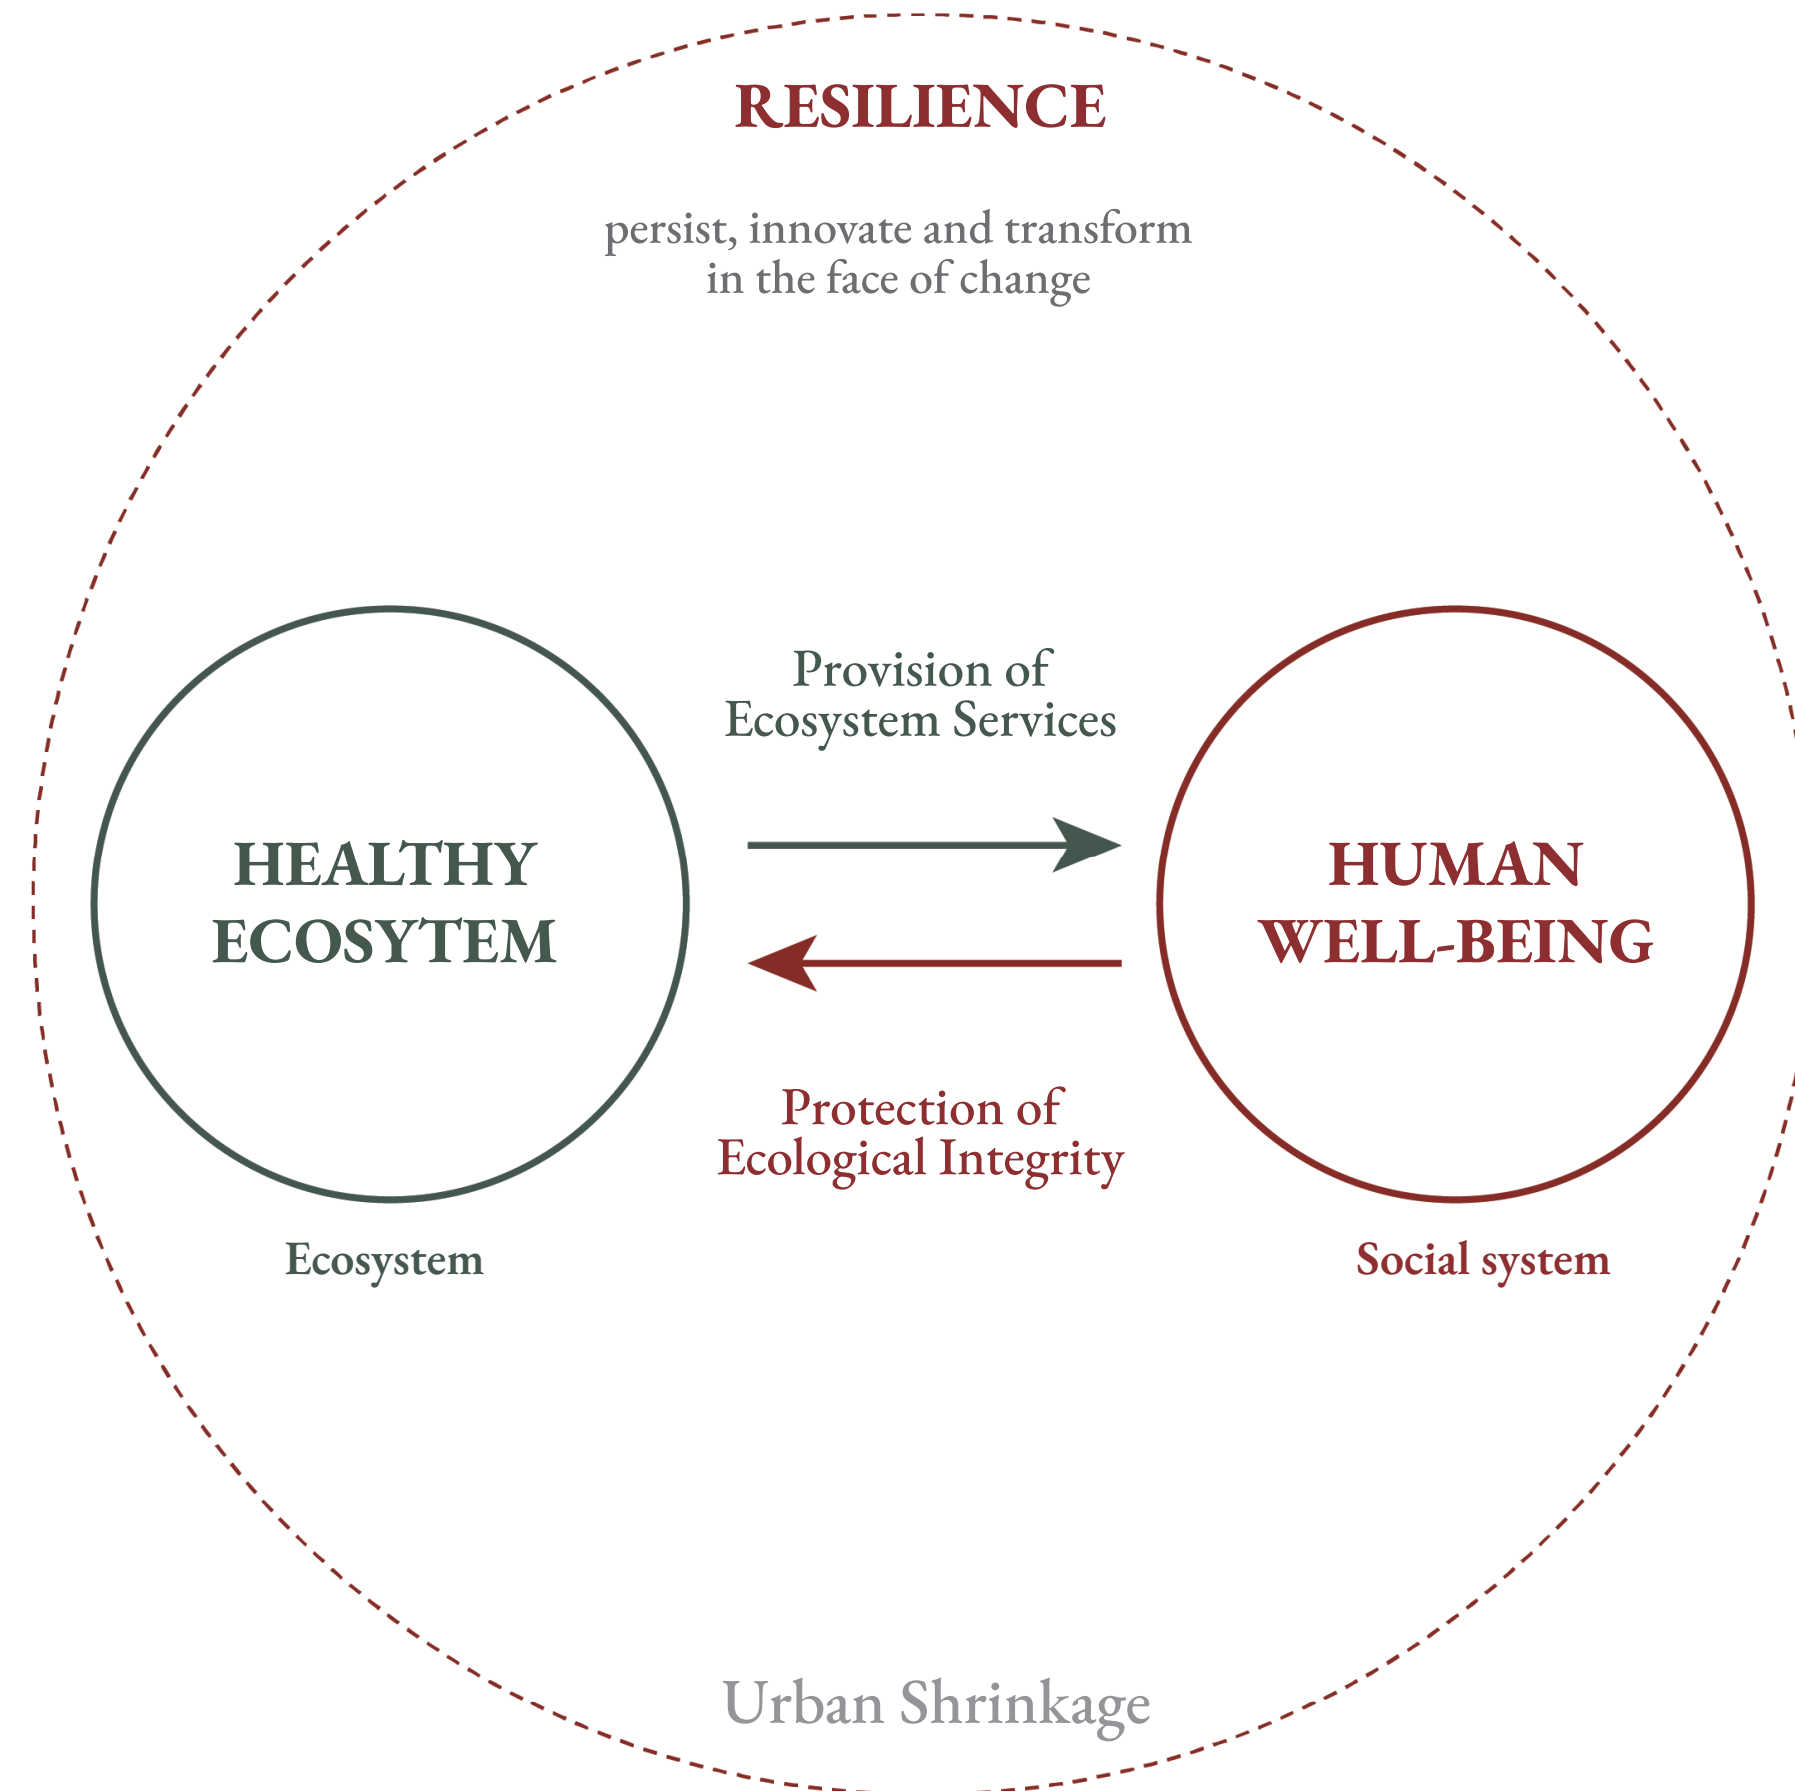 RESILIENCE
persist, innovate and transform
in the face of change
Provision of
Ecosystem Services
HEALTHY
ECOSYTEM
HUMAN
WELL-BEING
Protection of
Ecological Integrity
Ecosystem
Social system
Urban Shrinkage